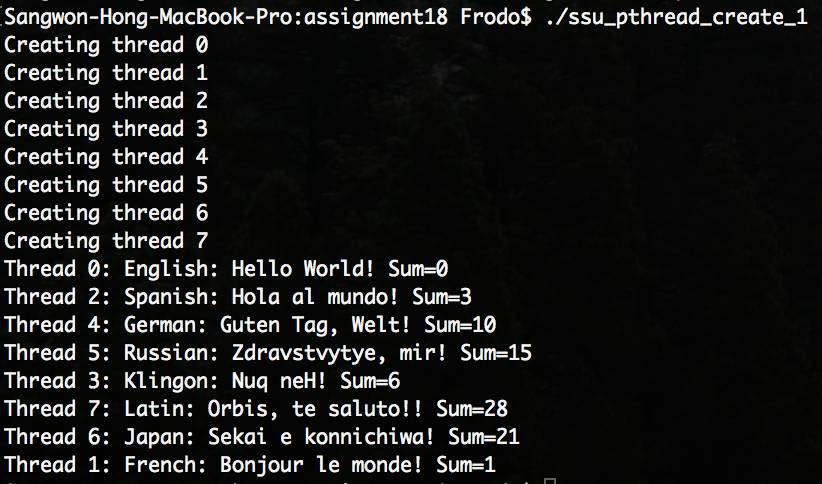 Sangwon-Hong-MacBook-Pro:assignment18 Frodo$ ./ssu_pthread_create_1
Creating thread 0
Creating thread 1
Creating thread 2
Creating thread 3
Creating thread 4
Creating thread 5
Creating thread 6
Creating thread 7
Thread 0: English: Hello World! Sum=0
Thread 2: Spanish: Hola al mundo! Sum=3
Thread 4: German: Guten Tag, Welt! Sum=10
Thread 5: Russian: Zdravstvytye, mir! Sum=15
Thread 3: Klingon: Nuq neH! Sum=6
Thread 7: Latin: Orbis, te saluto!! Sum=28
Thread 6: Japan: Sekai e konnichiwa! Sum=21
Thread 1: French: Bonjour le monde! Sum=1